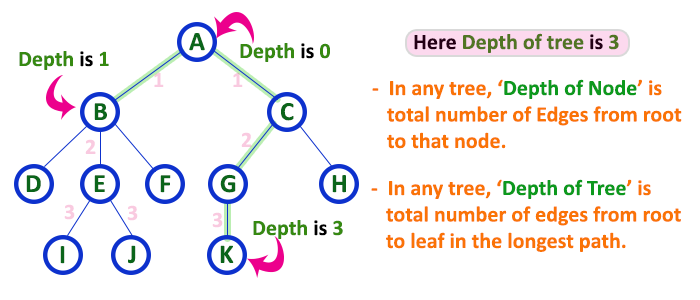 A
Depth is 0
Here Depth of tree is 3
Depth is 1
1
1
- In any tree, ‘Depth of Node’ is
total number of Edges from root
to that node.
B
C
2
2
D
E
F
G
H
- In any tree, ‘Depth of Tree’ is
total number of edges from root
to leaf in the longest path.
3
3
3
Depth is 3
I
J
K